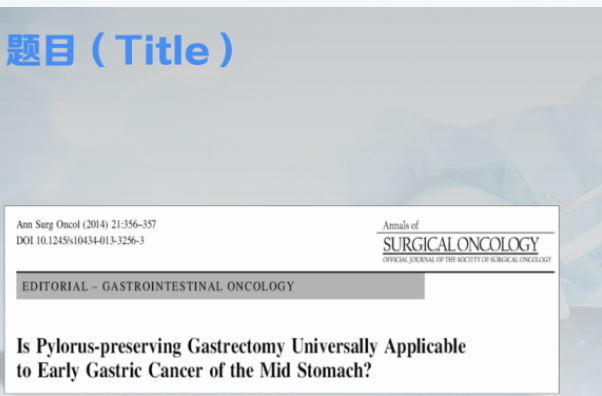 题目（Title）
Ann Surg Oncol (2014) 21:356–357
DOI 10.1245/s10434-013-3256-3
Annals of
SURGICAL ONCOLOGY
OFFICIAL JOURNAL OF THE SOCIETY OF SURGICAL ONCOLOGY
EDITORIAL – GASTROINTESTINAL ONCOLOGY
Is Pylorus-preserving Gastrectomy Universally Applicable
to Early Gastric Cancer of the Mid Stomach?